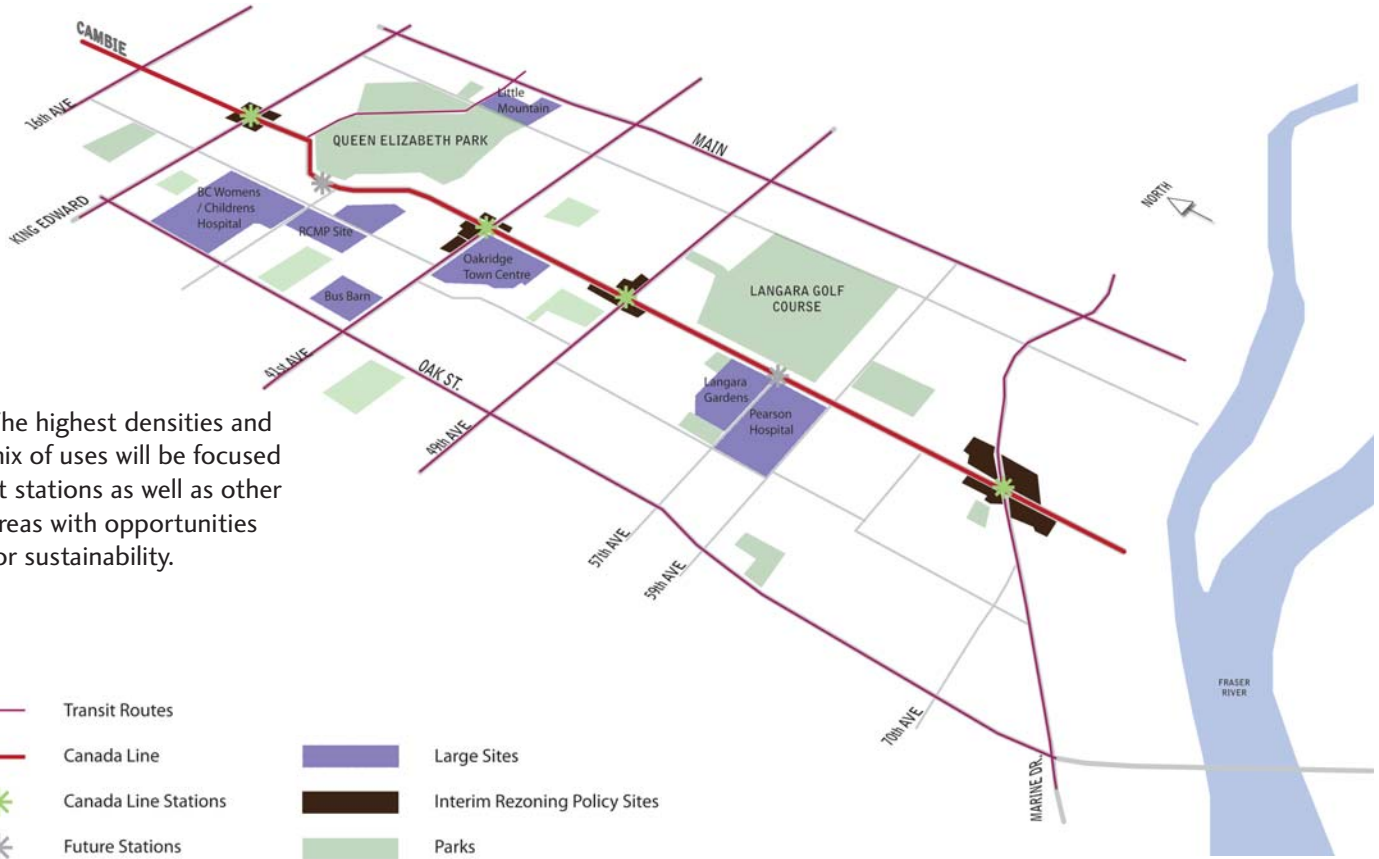 CAMBIE
16th AVE
KING EDWARD
QUEEN ELIZABETH PARK
Little
Mountain
MAIN
NORTH
BC Womens
/ Childrens
Hospital
RCMP Site
Bus Barn
Oakridge
Town Centre
41st AVE
OAK ST.
49th AVE
LANGARA GOLF
COURSE
Langara
Gardens
Pearson
Hospital
57th AVE
59th AVE
70th AVE
MARINE DR.
FRASER
RIVER
he highest densities and
ix of uses will be focused
t stations as well as other
reas with opportunities
or sustainability.
Transit Routes
Canada Line
Canada Line Stations
Future Stations
Large Sites
Interim Rezoning Policy Sites
Parks